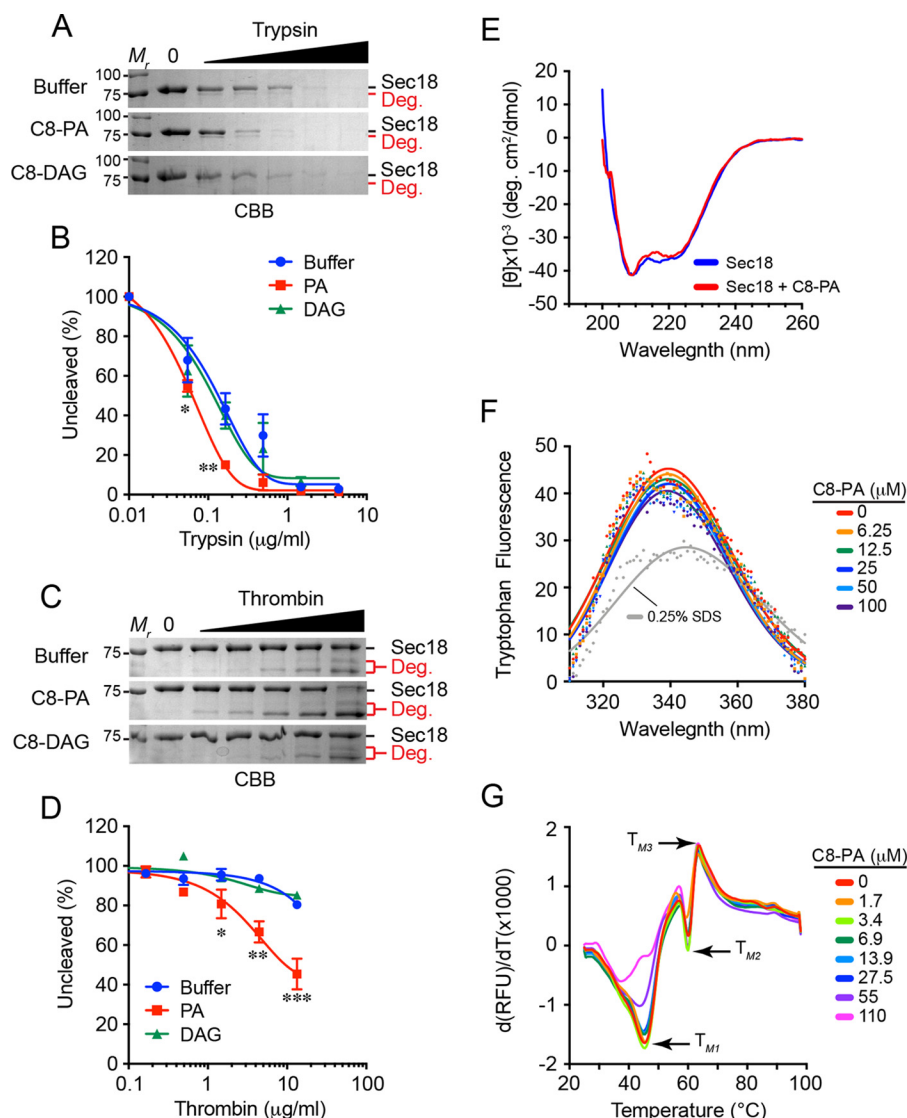 A
Trypsin
Mr 0
Buffer
100
75
Sec18
Deg.
C8-PA
100
75
Sec18
Deg.
C8-DAG
100
75
Sec18
Deg.
CBB
B
120
100
80
60
40
20
0
Uncleaved (%)
Buffer
PA
DAG
*
**
0.01 0.1 1 10
Trypsin (μg/ml)
C
Thrombin
Mr 0
Buffer
75
Sec18
Deg.
C8-PA
75
Sec18
Deg.
C8-DAG
75
Sec18
Deg.
CBB
D
120
100
80
60
40
20
0
Uncleaved (%)
Buffer
PA
DAG
*
**
***
0.1 1 10 100
Thrombin (μg/ml)
E
20
10
0
-10
-20
-30
-40
-50
[θ]x10⁻³ (deg. cm²/dmol)
Sec18
Sec18 + C8-PA
200 220 240 260
Wavelegnth (nm)
F
50
40
30
20
10
0
Tryptophan Fluorescence
0.25% SDS
320 340 360 380
Wavelegnth (nm)
C8-PA (μM)
0
6.25
12.5
25
50
100
G
2
1
0
-1
-2
d(RFU)/dT(x1000)
TM3
TM2
TM1
20 40 60 80 100
Temperature (°C)
C8-PA (μM)
0
1.7
3.4
6.9
13.9
27.5
55
110